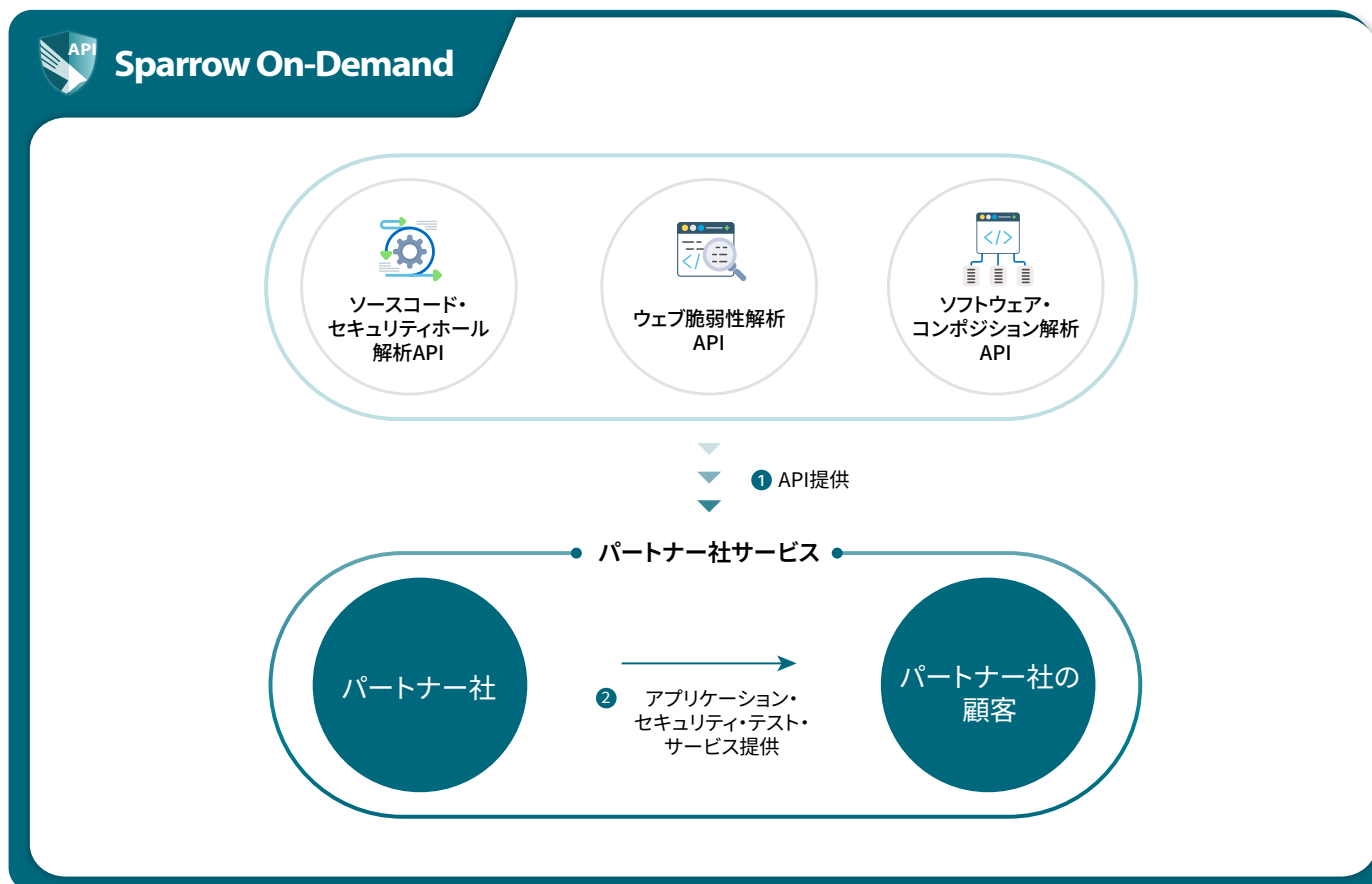 API
Sparrow On-Demand
ソースコード・
セキュリティホール
解析API
ウェブ脆弱性解析
API
ソフトウェア・
コンポジション解析
API
1 API提供
パートナー社サービス
パートナー社
2 アプリケーション・
セキュリティ・テスト・
サービス提供
パートナー社の
顧客